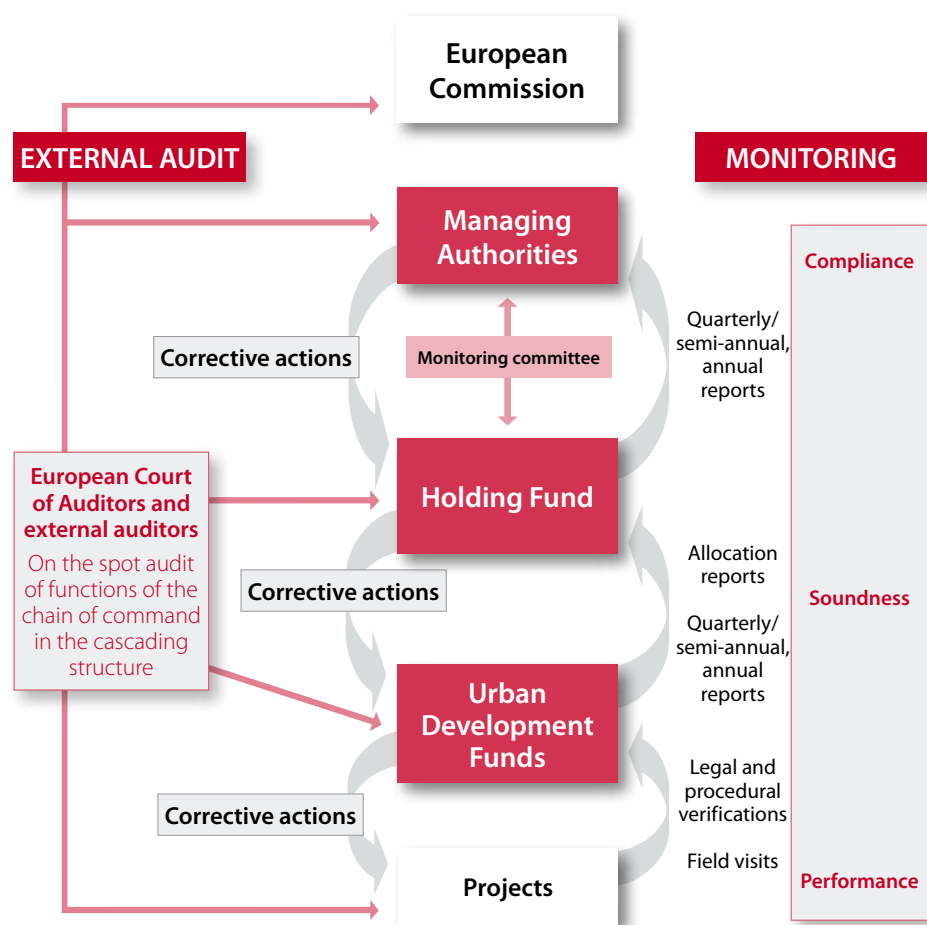 European
Commission
EXTERNAL AUDIT
MONITORING
Managing
Authorities
Compliance
Quarterly/
semi-annual,
annual
reports
Corrective actions
Monitoring committee
European Court
of Auditors and
external auditors
On the spot audit
of functions of the
chain of command
in the cascading
structure
Holding Fund
Allocation
reports
Corrective actions
Soundness
Quarterly/
semi-annual,
annual
reports
Urban
Development
Funds
Legal and
procedural
verifications
Corrective actions
Field visits
Projects
Performance